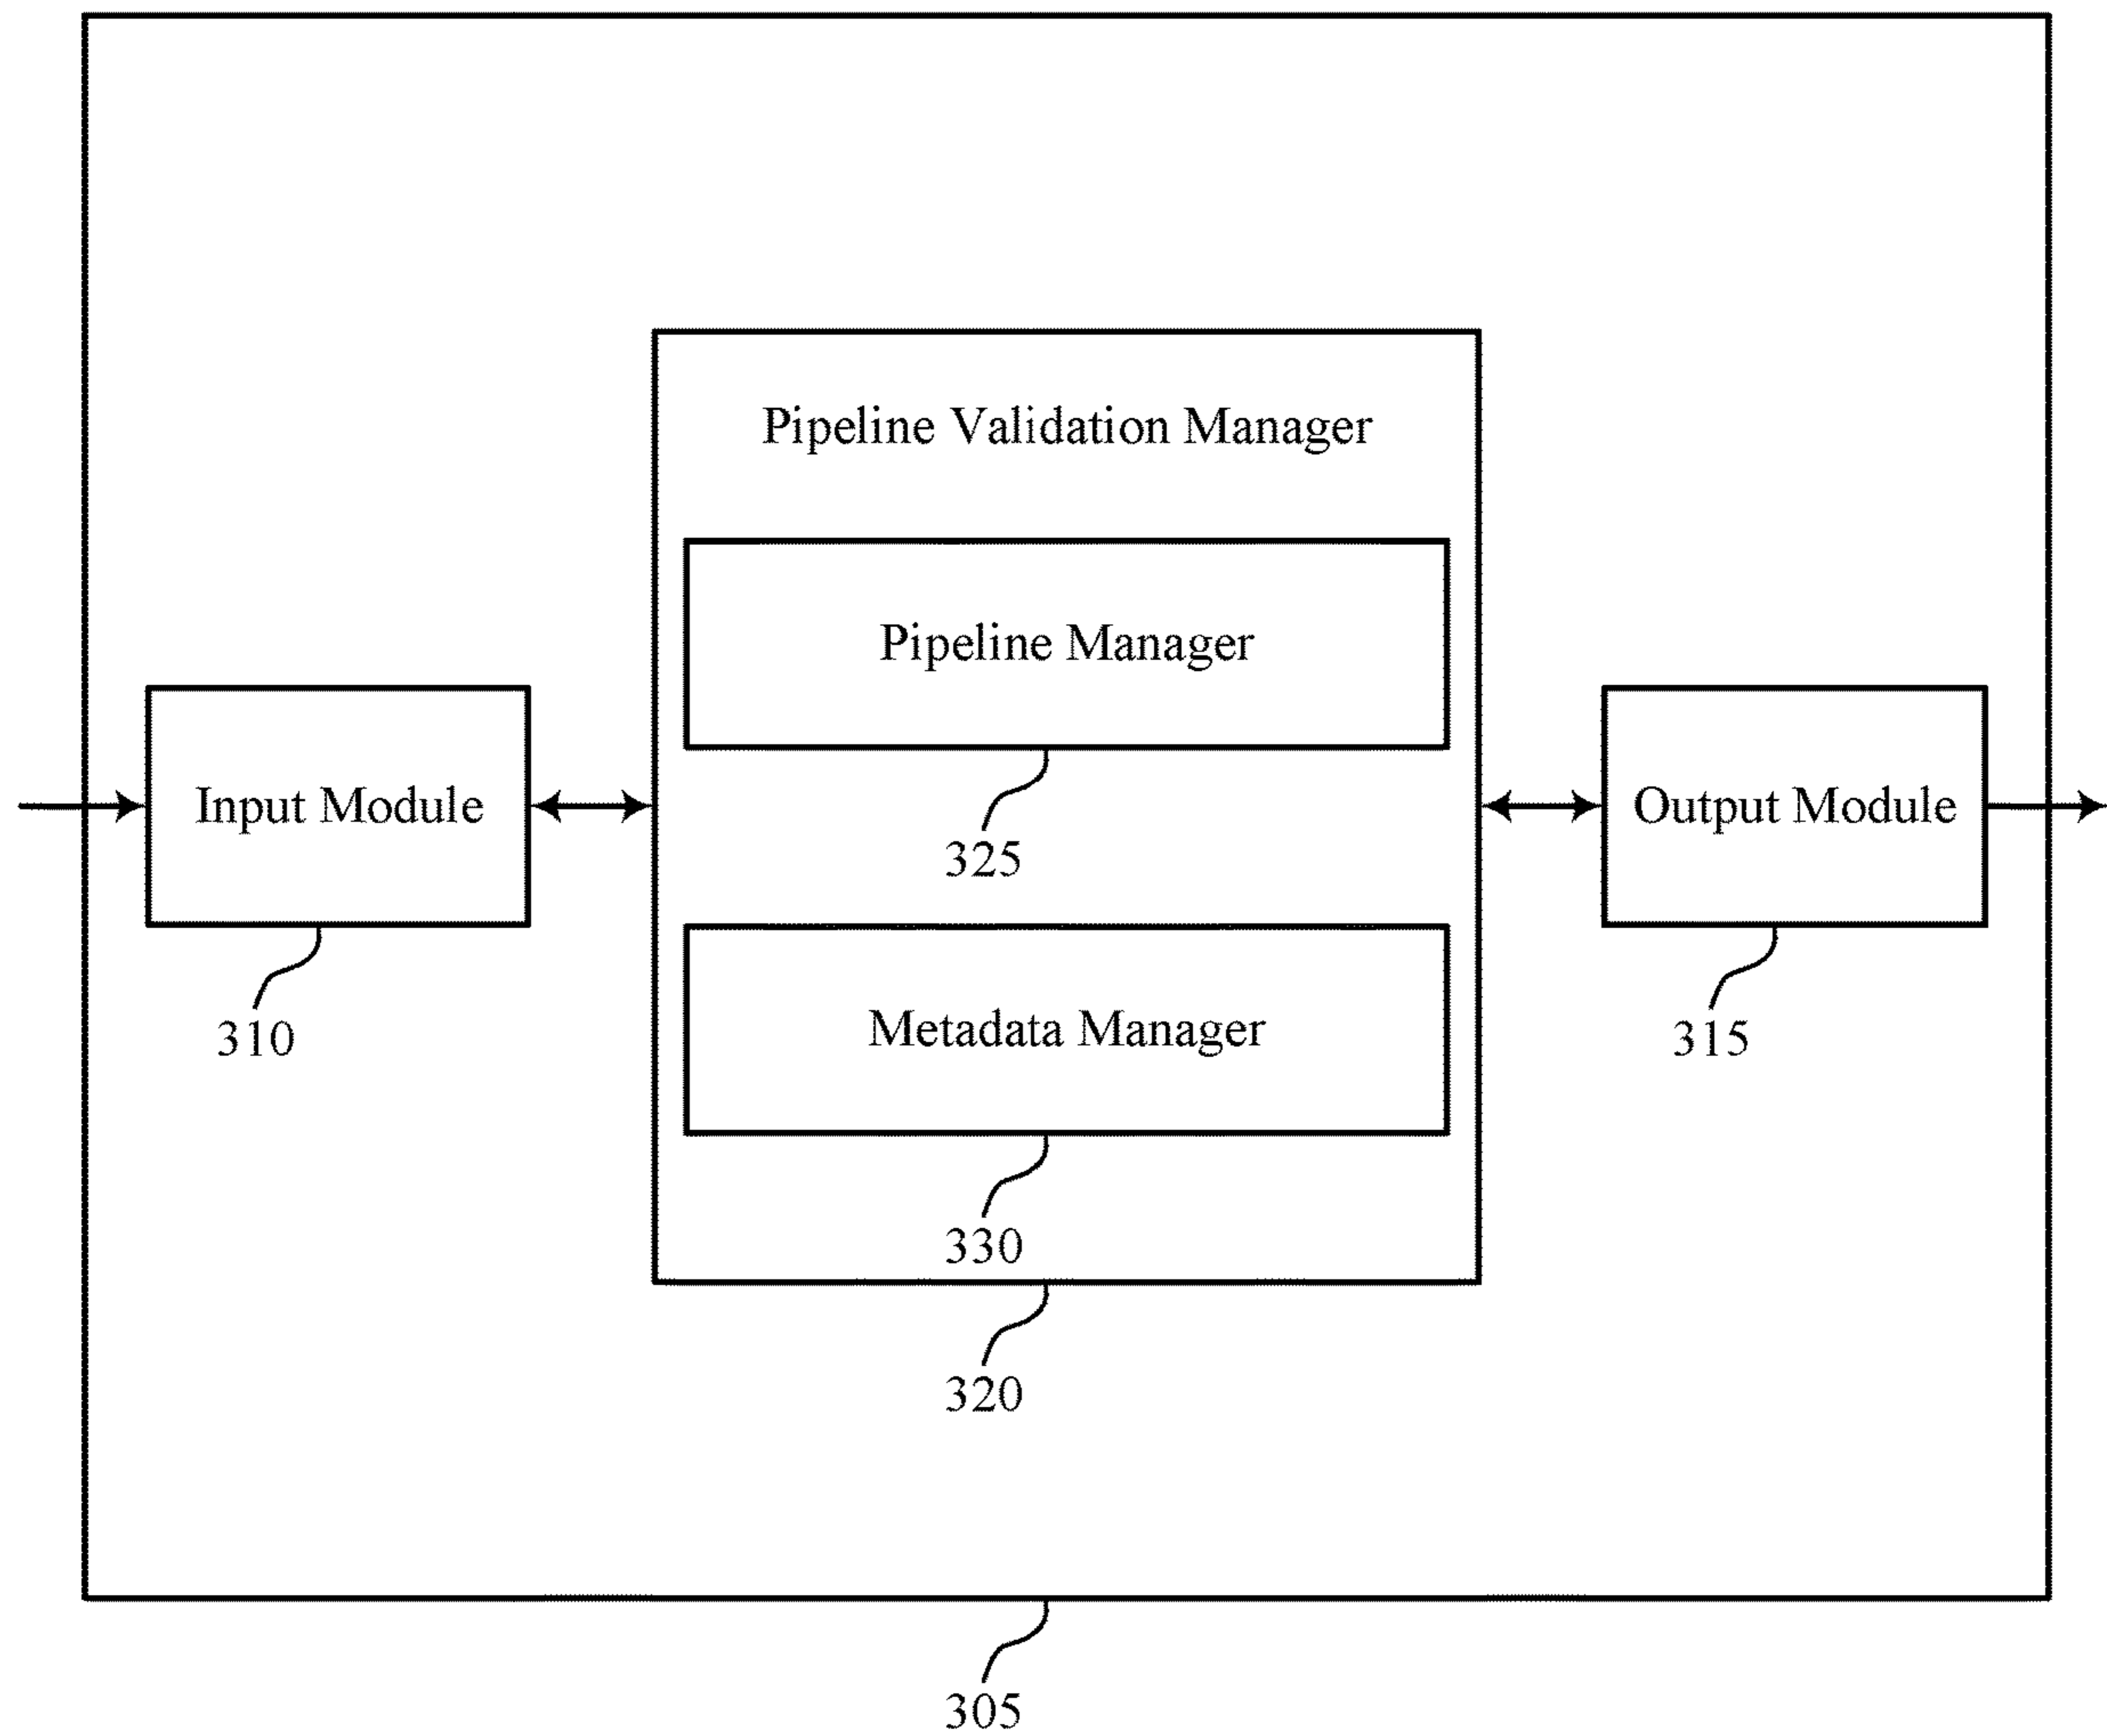 Pipeline Validation Manager
Pipeline Manager
325
Input Module
310
Output Module
315
Metadata Manager
330
320
305